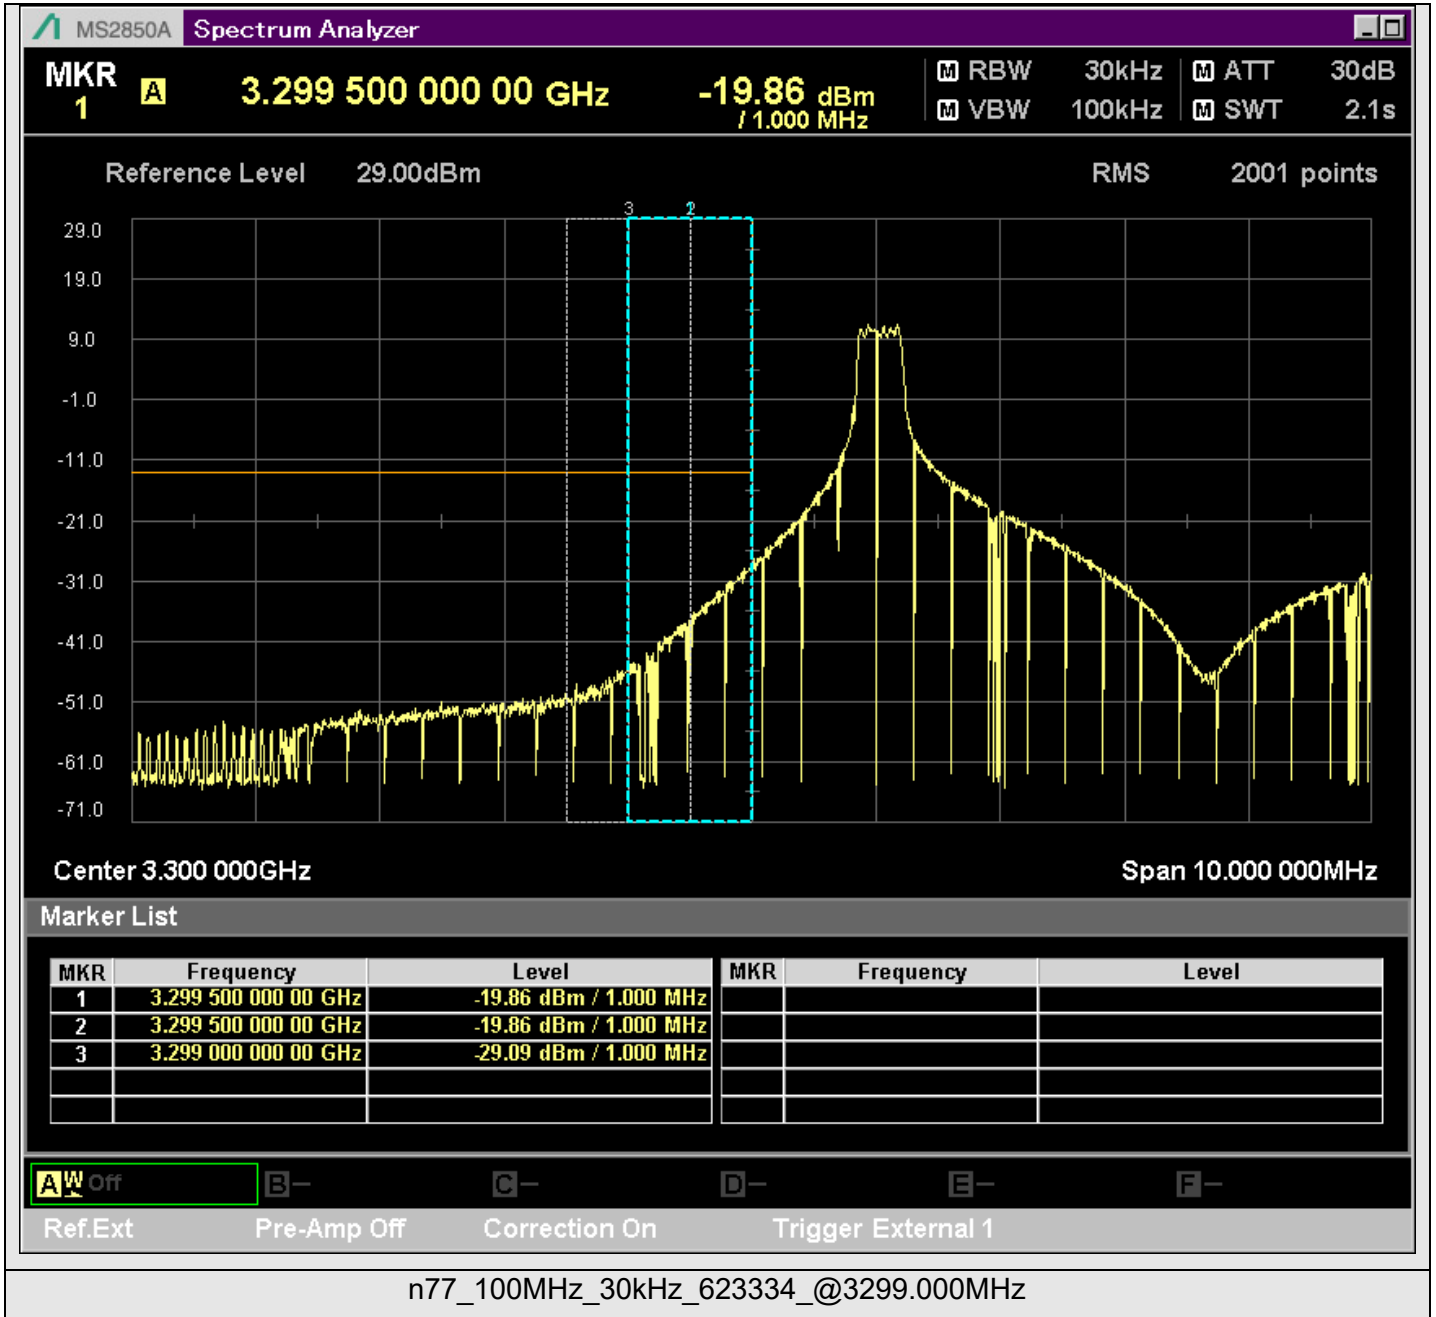 MS2850A Spectrum Analyzer
MKR 1 A 3.299 500 000 00 GHz -19.86 dBm / 1.000 MHz
M RBW 30kHz M ATT 30dB
M VBW 100kHz M SWT 2.1s
Reference Level 29.00dBm RMS 2001 points
3 2
29.0
19.0
9.0
-1.0
-11.0
-21.0
-31.0
-41.0
-51.0
-61.0
-71.0
Center 3.300 000GHz Span 10.000 000MHz
Marker List
MKR Frequency Level MKR Frequency Level
1 3.299 500 000 00 GHz -19.86 dBm / 1.000 MHz
2 3.299 500 000 00 GHz -19.86 dBm / 1.000 MHz
3 3.299 000 000 00 GHz -29.09 dBm / 1.000 MHz
A W Off B – C – D – E – F –
Ref.Ext Pre-Amp Off Correction On Trigger External 1
n77_100MHz_30kHz_623334_@3299.000MHz